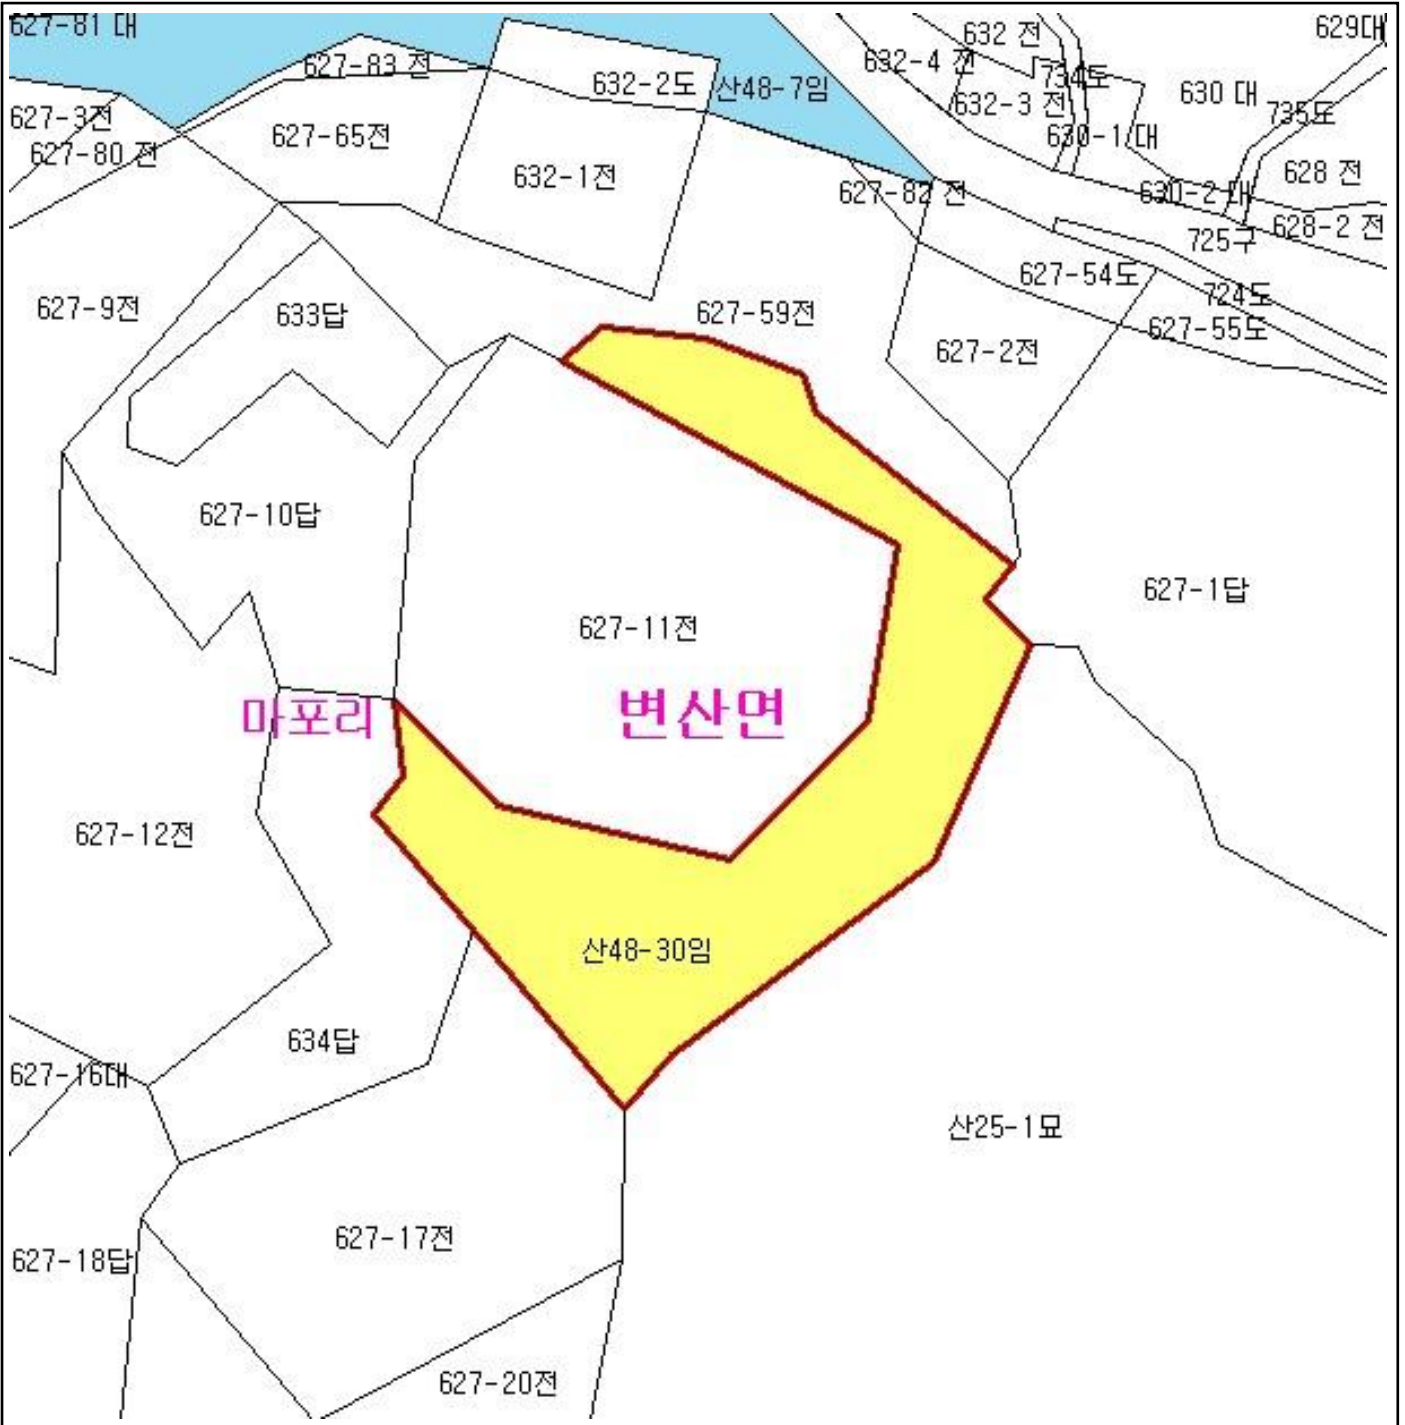 627-81 대
629대
632 전
627-83 전
632-4 전
632-2도
산48-7임
734도
630 대
632-3 전
735도
627-3전
627-65전
630-1대
627-80 전
632-1전
628 전
627-82 전
630-2 대
628-2 전
725구
627-54도
724도
627-9전
633답
627-59전
627-55도
627-2전
627-10답
627-1답
627-11전
마포리
변산면
627-12전
산48-30임
634답
627-16대
산25-1묘
627-17전
627-18답
627-20전